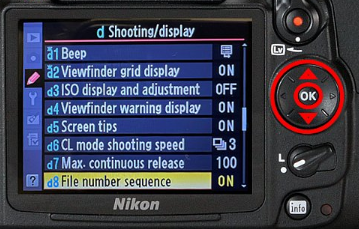 d Shooting/display
d1 Beep
d2 Viewfinder grid display ON
d3 ISO display and adjustment OFF
d4 Viewfinder warning display ON
d5 Screen tips ON
d6 CL mode shooting speed 3
d7 Max. continuous release 100
d8 File number sequence ON
?
Nikon
Lv
OK
L
info